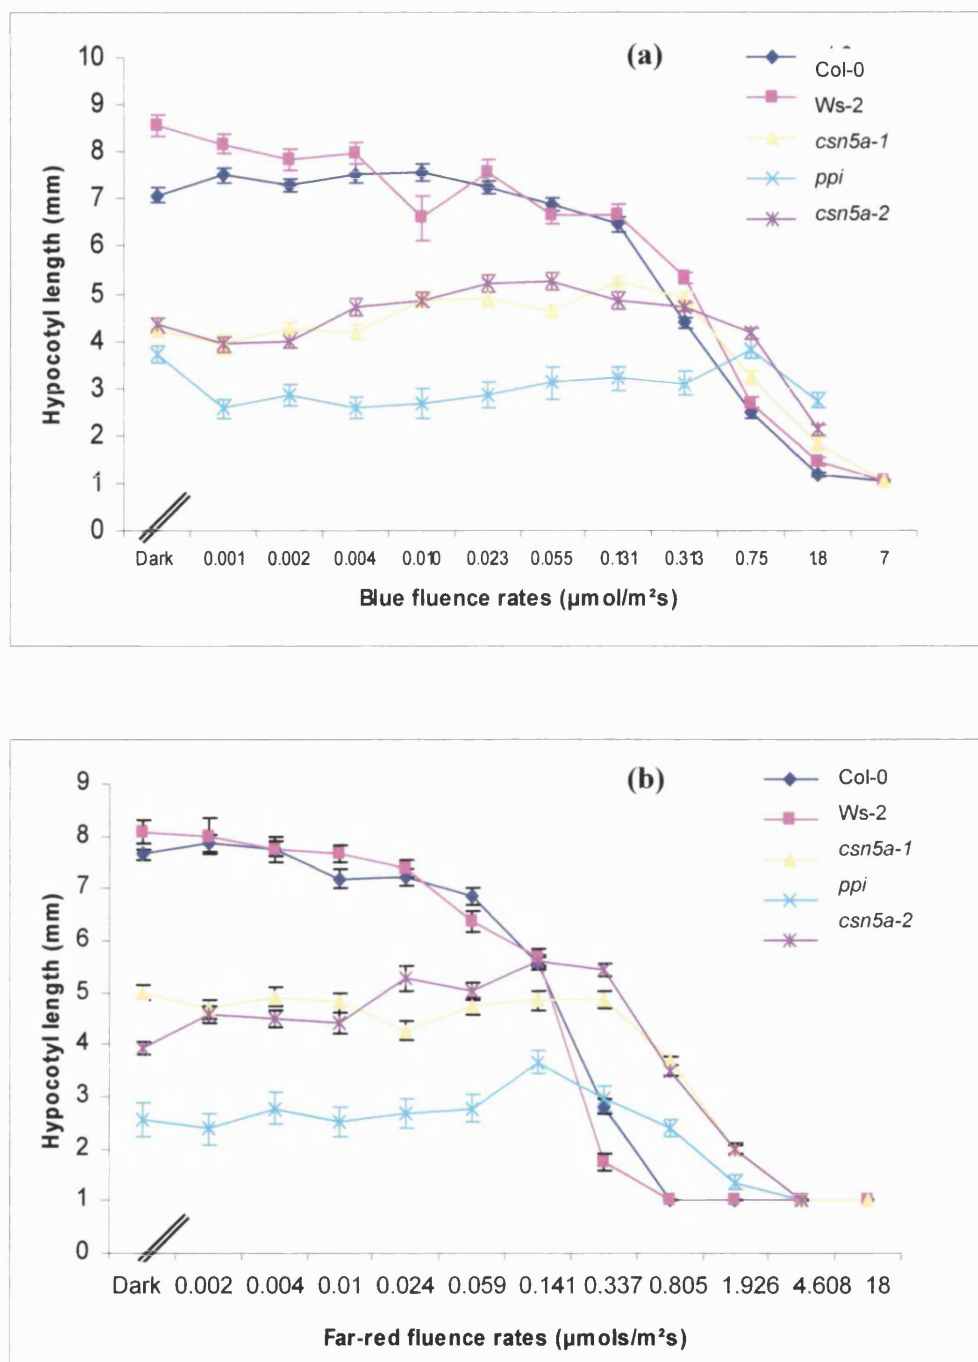 (a)
10
9
8
7
6
5
4
3
2
1
0
Hypocotyl length (mm)
Col-0
Ws-2
csn5a-1
ppi
csn5a-2
Dark 0.001 0.002 0.004 0.010 0.023 0.055 0.131 0.313 0.75 1.8 7
Blue fluence rates (µmol/m²s)
(b)
9
8
7
6
5
4
3
2
1
0
Hypocotyl length (mm)
Col-0
Ws-2
csn5a-1
ppi
csn5a-2
Dark 0.002 0.004 0.01 0.024 0.059 0.141 0.337 0.805 1.926 4.608 18
Far-red fluence rates (µmols/m²s)